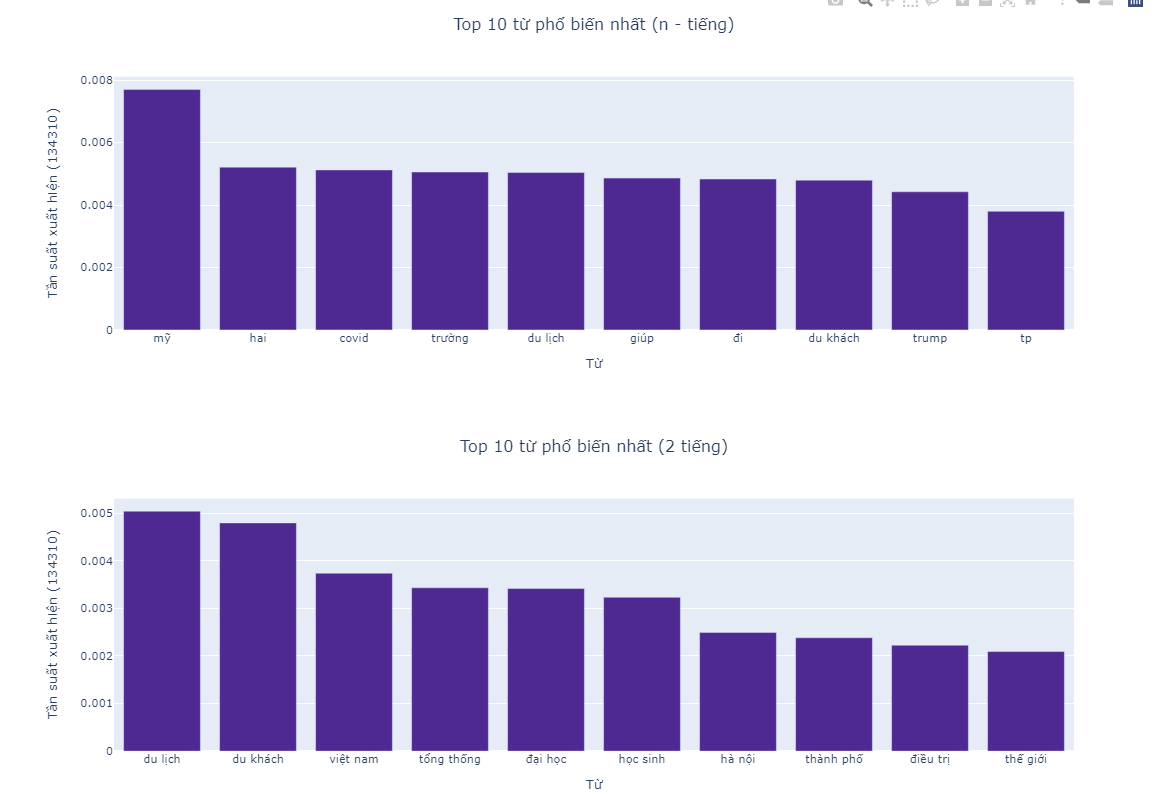 Top 10 từ phổ biến nhất (n - tiếng)
Tần suất xuất hiện (134310)
0.008
0.006
0.004
0.002
0
mỹ hai covid trường du lịch giúp đi du khách trump tp
Từ
Top 10 từ phổ biến nhất (2 tiếng)
Tần suất xuất hiện (134310)
0.005
0.004
0.003
0.002
0.001
0
du lịch du khách việt nam tổng thống đại học học sinh hà nội thành phố điều trị thế giới
Từ